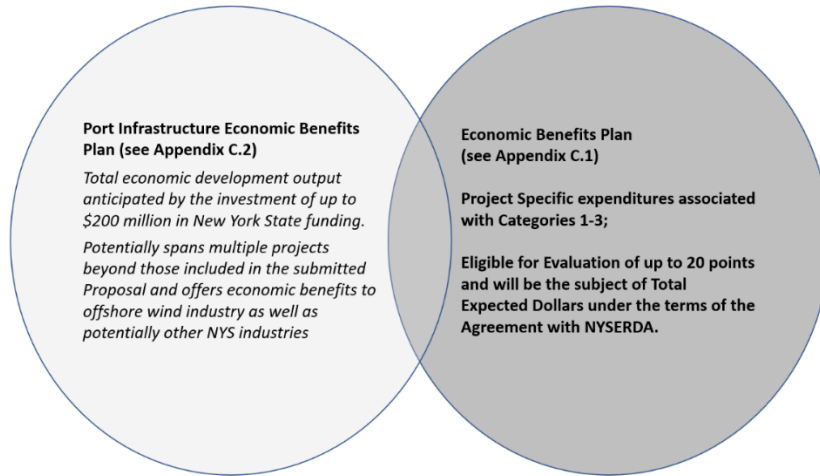 Port Infrastructure Economic Benefits
Plan (see Appendix C.2)
Total economic development output
anticipated by the investment of up to
$200 million in New York State funding.
Potentially spans multiple projects
beyond those included in the submitted
Proposal and offers economic benefits to
offshore wind industry as well as
potentially other NYS industries
Economic Benefits Plan
(see Appendix C.1)
Project Specific expenditures associated
with Categories 1-3;
Eligible for Evaluation of up to 20 points
and will be the subject of Total
Expected Dollars under the terms of the
Agreement with NYSERDA.